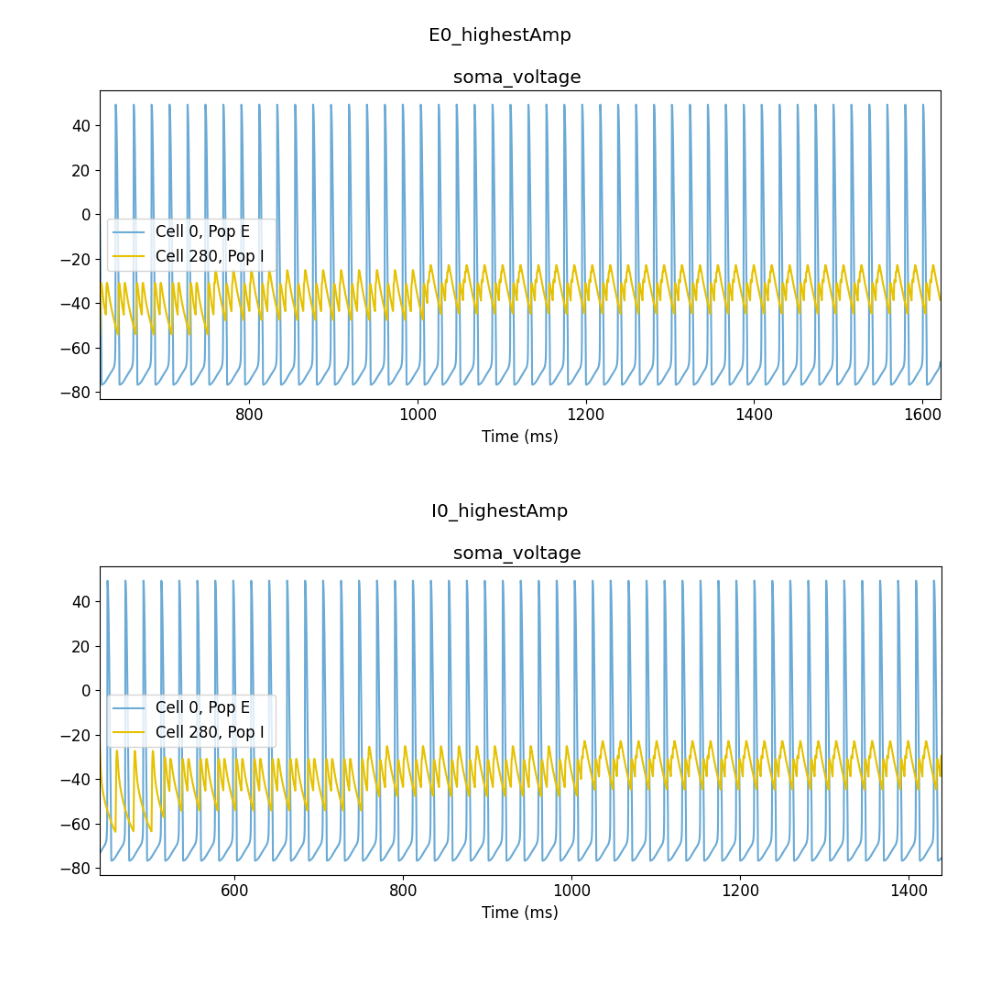 E0_highestAmp
soma_voltage
40
20
0
−20
−40
−60
−80
Cell 0, Pop E
Cell 280, Pop I
800 1000 1200 1400 1600
Time (ms)
I0_highestAmp
soma_voltage
40
20
0
−20
−40
−60
−80
Cell 0, Pop E
Cell 280, Pop I
600 800 1000 1200 1400
Time (ms)